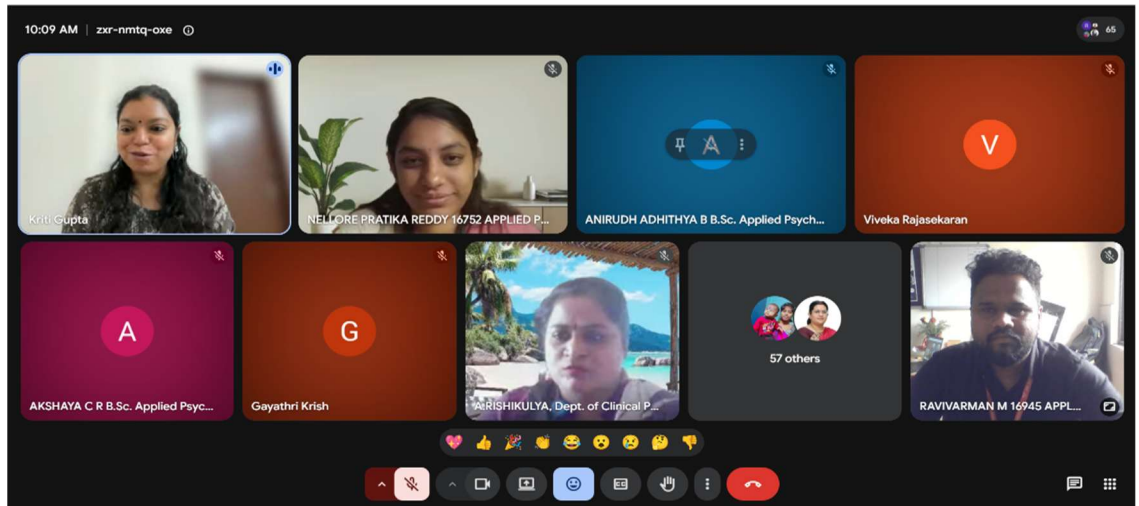 10:09 AM | zxr-nmtq-oxe
65
Kriti Gupta
NELLORE PRATIKA REDDY 16752 APPLIED P...
A
ANIRUDH ADHITHYA B B.Sc. Applied Psych...
V
Viveka Rajasekaran
A
AKSHAYA C R B.Sc. Applied Psyc...
G
Gayathri Krish
A RISHIKULYA, Dept. of Clinical P...
57 others
RAVIVARMAN M 16945 APPL...